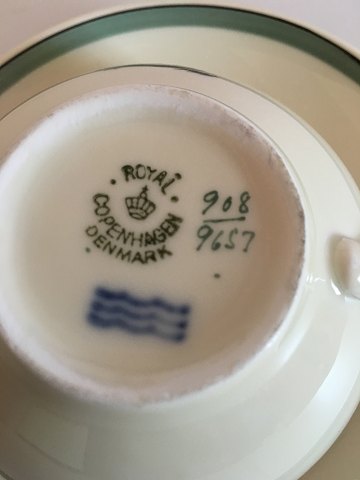 ROYAL
COPENHAGEN
DENMARK
908
9657